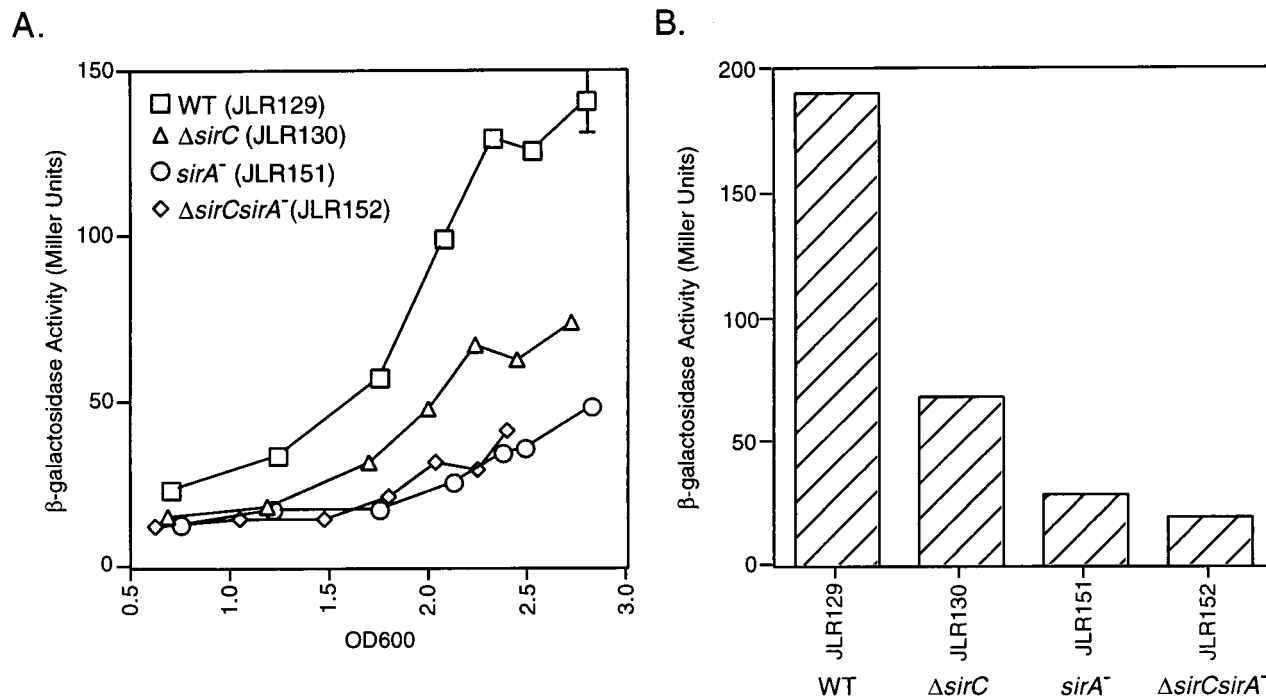 A.
β-galactosidase Activity (Miller Units)
150
100
50
0
WT (JLR129)
ΔsirC (JLR130)
sirA⁻ (JLR151)
ΔsirCsirA⁻(JLR152)
0.5
1.0
1.5
2.0
2.5
3.0
OD600
B.
β-galactosidase Activity (Miller Units)
200
150
100
50
0
JLR129
JLR130
JLR151
JLR152
WT
ΔsirC
sirA⁻
ΔsirCsirA⁻